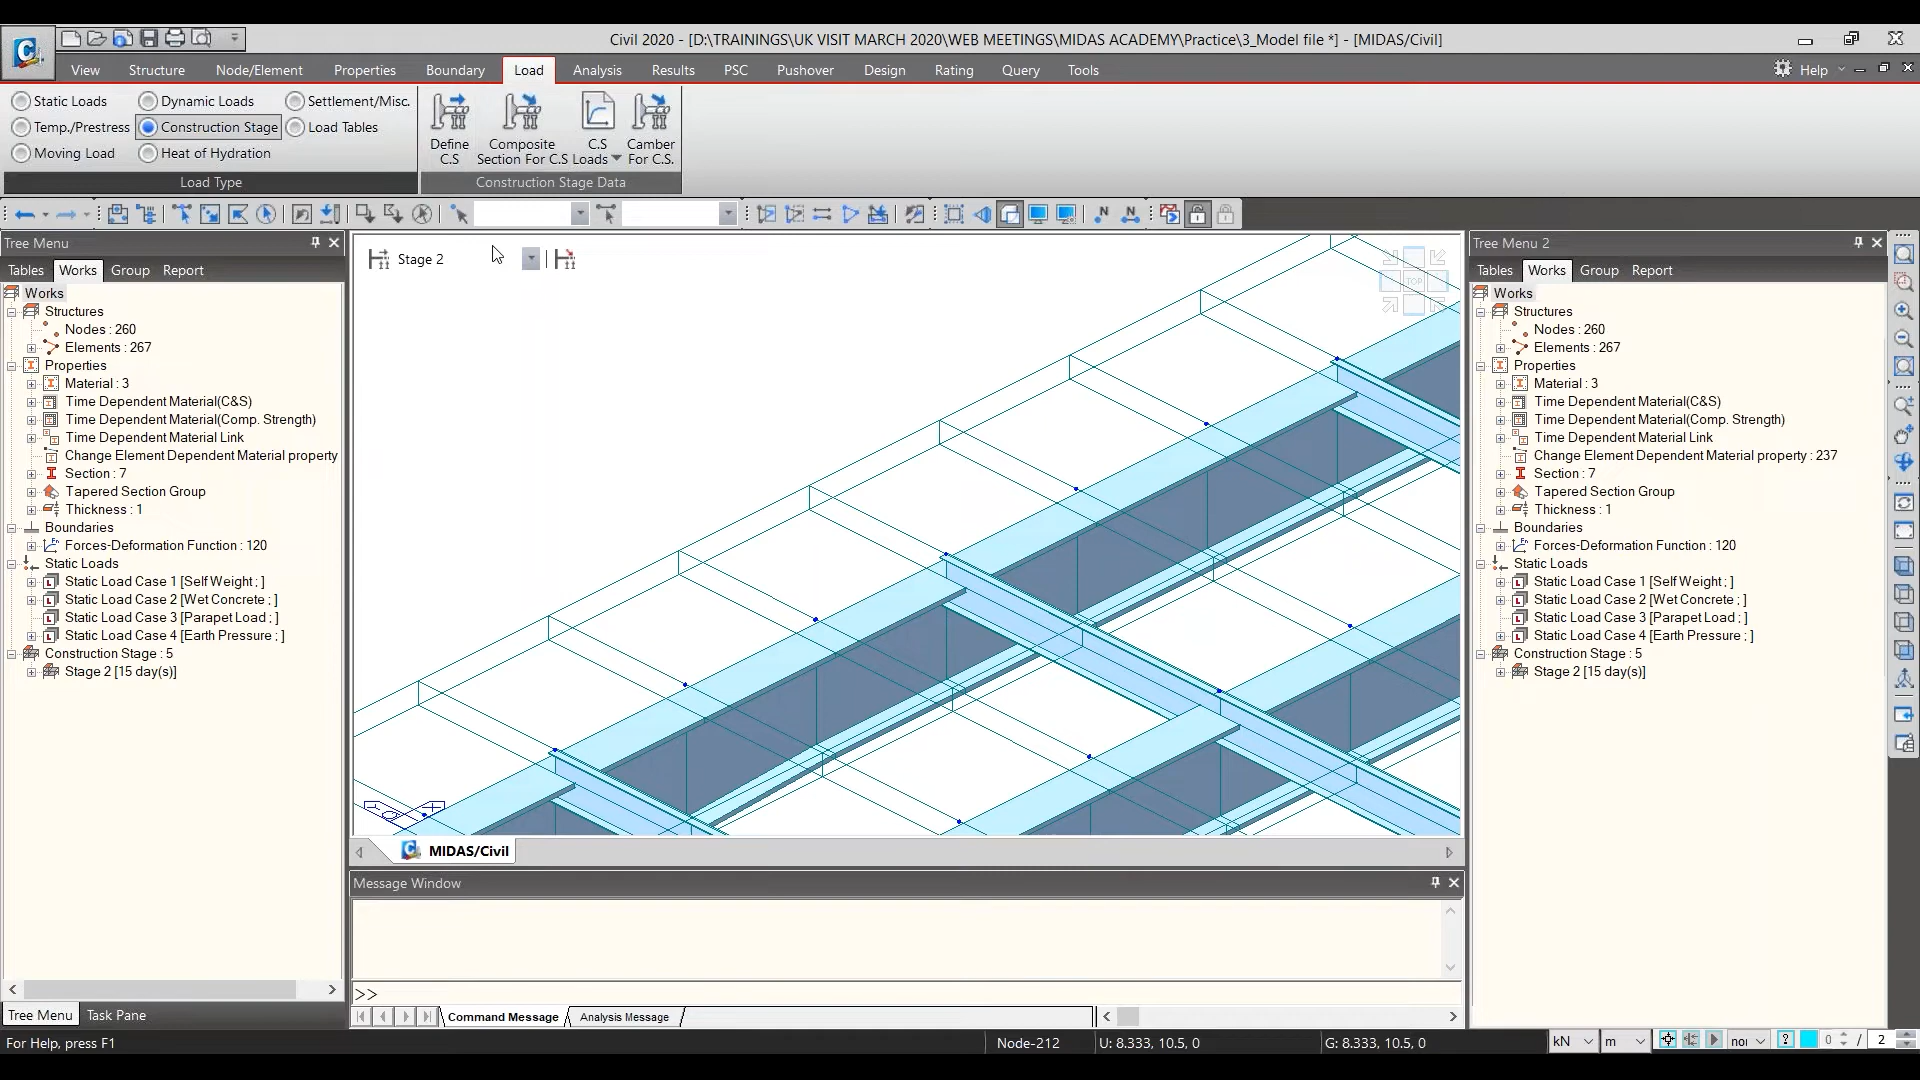 Civil 2020 - [D:\TRAININGS\UK VISIT MARCH 2020\WEB MEETINGS\MIDAS ACADEMY\Practice\3_Model file *] - [MIDAS/Civil]
View Structure Node/Element Properties Boundary Load Analysis Results PSC Pushover Design Rating Query Tools Help
Static Loads Dynamic Loads Settlement/Misc.
Temp./Prestress Construction Stage Load Tables
Moving Load Heat of Hydration
Load Type
Define C.S
Composite Section For C.S
C.S Loads
Camber For C.S.
Construction Stage Data
Tree Menu
Tables Works Group Report
Works
Structures
Nodes : 260
Elements : 267
Properties
Material : 3
Time Dependent Material(C&S)
Time Dependent Material(Comp. Strength)
Time Dependent Material Link
Change Element Dependent Material property
Section : 7
Tapered Section Group
Thickness : 1
Boundaries
Forces-Deformation Function : 120
Static Loads
Static Load Case 1 [Self Weight ; ]
Static Load Case 2 [Wet Concrete ; ]
Static Load Case 3 [Parapet Load ; ]
Static Load Case 4 [Earth Pressure ; ]
Construction Stage : 5
Stage 2 [15 day(s)]
Tree Menu Task Pane
Stage 2
TOP
MIDAS/Civil
Message Window
>>
Command Message Analysis Message
Tree Menu 2
Tables Works Group Report
Works
Structures
Nodes : 260
Elements : 267
Properties
Material : 3
Time Dependent Material(C&S)
Time Dependent Material(Comp. Strength)
Time Dependent Material Link
Change Element Dependent Material property : 237
Section : 7
Tapered Section Group
Thickness : 1
Boundaries
Forces-Deformation Function : 120
Static Loads
Static Load Case 1 [Self Weight ; ]
Static Load Case 2 [Wet Concrete ; ]
Static Load Case 3 [Parapet Load ; ]
Static Load Case 4 [Earth Pressure ; ]
Construction Stage : 5
Stage 2 [15 day(s)]
For Help, press F1 Node-212 U: 8.333, 10.5, 0 G: 8.333, 10.5, 0 kN m nor 0 / 2